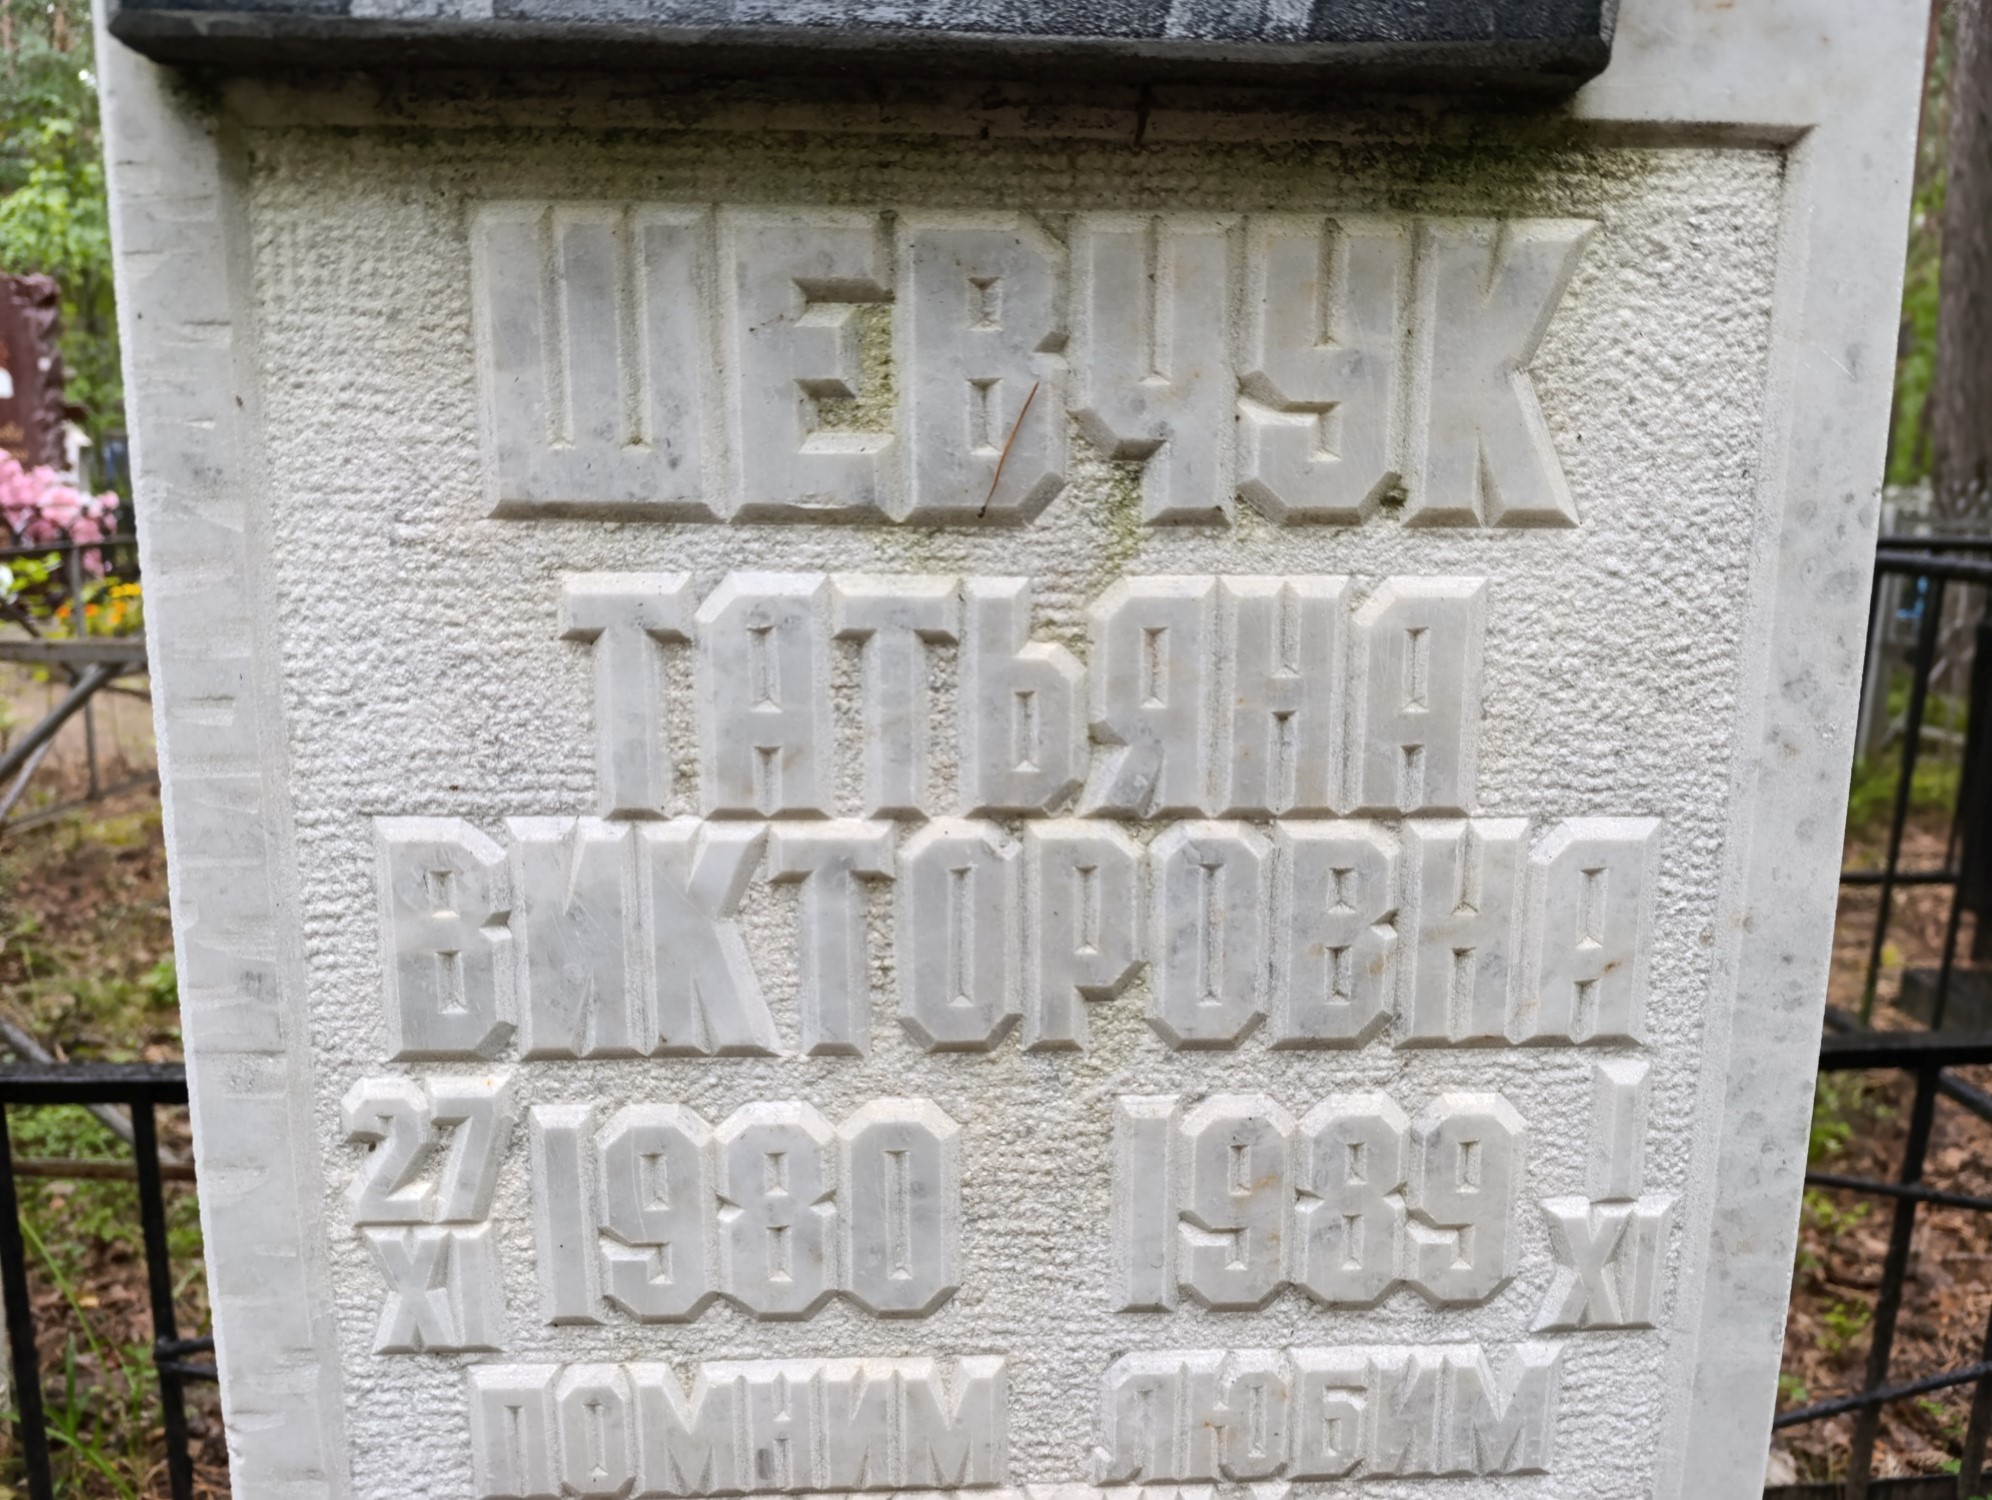 ШЕВЧУК
ТАТЬЯНА
ВИКТОРОВНА
27 XI 1980 1989 I XI
ПОМНИМ ЛЮБИМ